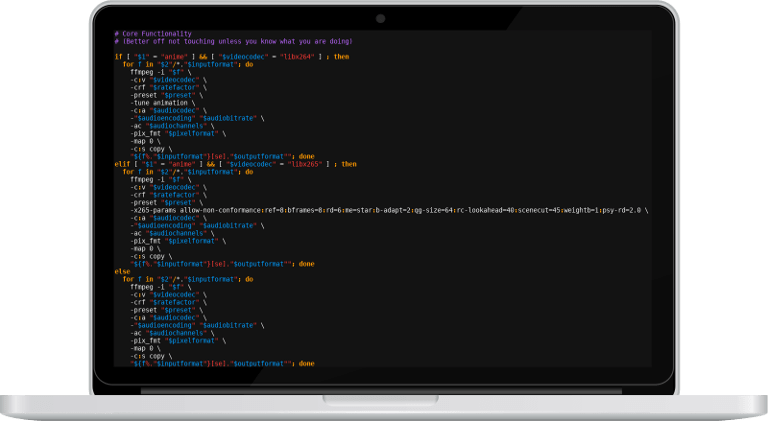 # Core Functionality
# (Better off not touching unless you know what you are doing)
if [ "$1" = "anime" ] && [ "$videocodec" = "libx264" ] ; then
for f in "$2"/*."$inputformat"; do
ffmpeg -i "$f" \
-c:v "$videocodec" \
-crf "$ratefactor" \
-preset "$preset" \
-tune animation \
-c:a "$audiocodec" \
-"$audioencoding" "$audiobitrate" \
-ac "$audiochannels" \
-pix_fmt "$pixelformat" \
-map 0 \
-c:s copy \
"${f%."$inputformat"}[se]."$outputformat""; done
elif [ "$1" = "anime" ] && [ "$videocodec" = "libx265" ] ; then
for f in "$2"/*."$inputformat"; do
ffmpeg -i "$f" \
-c:v "$videocodec" \
-crf "$ratefactor" \
-preset "$preset" \
-x265-params allow-non-conformance:ref=8:bframes=8:rd=6:me=star:b-adapt=2:qg-size=64:rc-lookahead=40:scenecut=45:weightb=1:psy-rd=2.0 \
-c:a "$audiocodec" \
-"$audioencoding" "$audiobitrate" \
-ac "$audiochannels" \
-pix_fmt "$pixelformat" \
-map 0 \
-c:s copy \
"${f%."$inputformat"}[se]."$outputformat""; done
else
for f in "$2"/*."$inputformat"; do
ffmpeg -i "$f" \
-c:v "$videocodec" \
-crf "$ratefactor" \
-preset "$preset" \
-c:a "$audiocodec" \
-"$audioencoding" "$audiobitrate" \
-ac "$audiochannels" \
-pix_fmt "$pixelformat" \
-map 0 \
-c:s copy \
"${f%."$inputformat"}[se]."$outputformat""; done